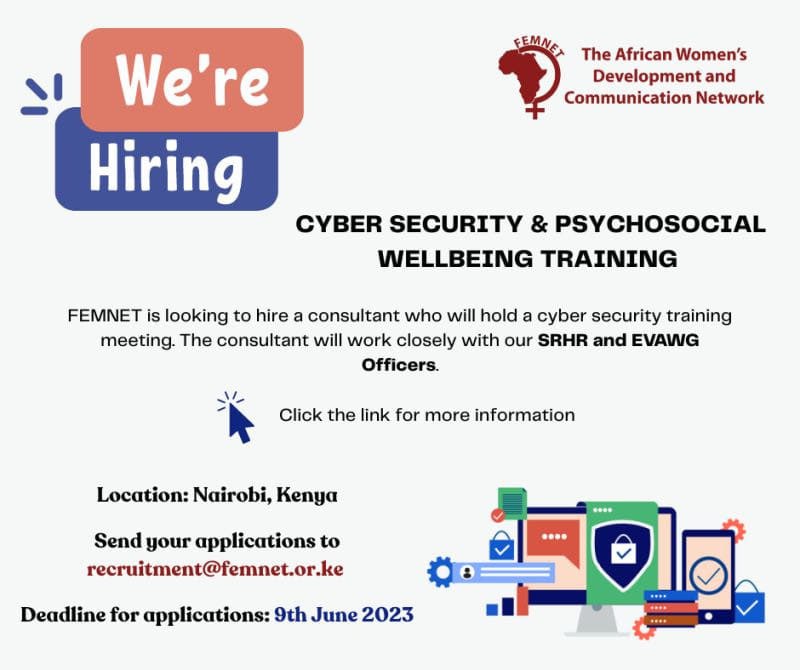 We're
Hiring
FEMNET
The African Women's
Development and
Communication Network
CYBER SECURITY & PSYCHOSOCIAL
WELLBEING TRAINING
FEMNET is looking to hire a consultant who will hold a cyber security training
meeting. The consultant will work closely with our SRHR and EVAWG
Officers.
Click the link for more information
Location: Nairobi, Kenya
Send your applications to
recruitment@femnet.or.ke
Deadline for applications: 9th June 2023